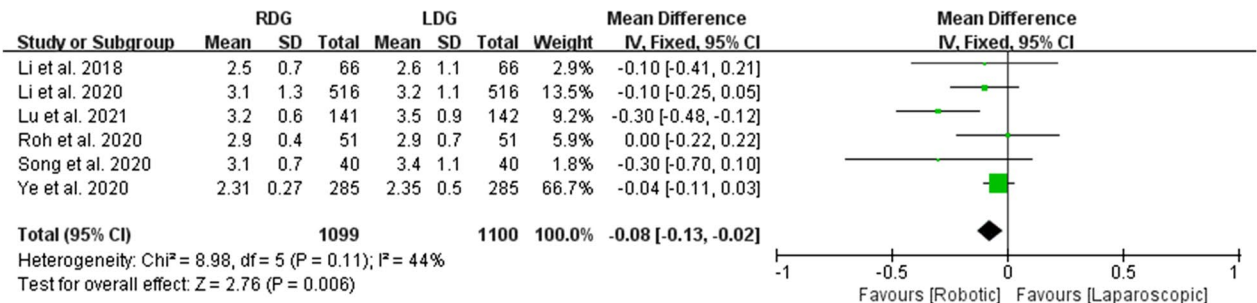 RDG LDG Mean Difference Mean Difference
Study or Subgroup Mean SD Total Mean SD Total Weight IV, Fixed, 95% CI IV, Fixed, 95% CI
Li et al. 2018 2.5 0.7 66 2.6 1.1 66 2.9% -0.10 [-0.41, 0.21]
Li et al. 2020 3.1 1.3 516 3.2 1.1 516 13.5% -0.10 [-0.25, 0.05]
Lu et al. 2021 3.2 0.6 141 3.5 0.9 142 9.2% -0.30 [-0.48, -0.12]
Roh et al. 2020 2.9 0.4 51 2.9 0.7 51 5.9% 0.00 [-0.22, 0.22]
Song et al. 2020 3.1 0.7 40 3.4 1.1 40 1.8% -0.30 [-0.70, 0.10]
Ye et al. 2020 2.31 0.27 285 2.35 0.5 285 66.7% -0.04 [-0.11, 0.03]
Total (95% CI) 1099 1100 100.0% -0.08 [-0.13, -0.02]
Heterogeneity: Chi² = 8.98, df = 5 (P = 0.11); I² = 44%
Test for overall effect: Z = 2.76 (P = 0.006)
-1 -0.5 0 0.5 1
Favours [Robotic] Favours [Laparoscopic]